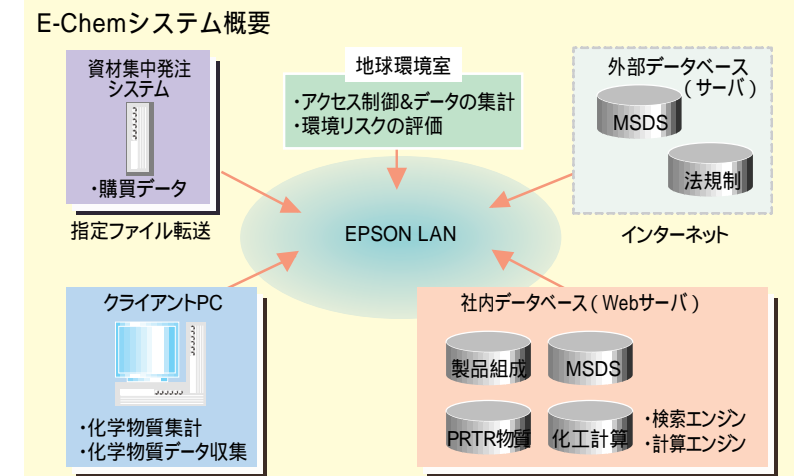 E-Chemシステム概要
資材集中発注
システム
・購買データ
指定ファイル転送
地球環境室
・アクセス制御&データの集計
・環境リスクの評価
外部データベース
(サーバ)
MSDS
法規制
インターネット
EPSON LAN
クライアントPC
・化学物質集計
・化学物質データ収集
社内データベース(Webサーバ)
製品組成
MSDS
PRTR物質
化工計算
・検索エンジン
・計算エンジン